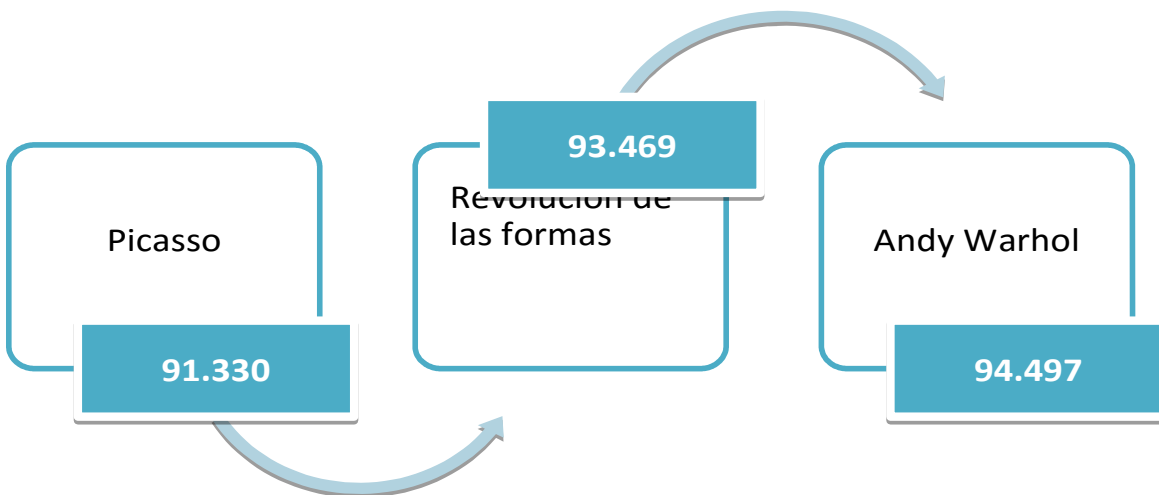 Picasso
91.330
93.469
Revolución de
las formas
Andy Warhol
94.497